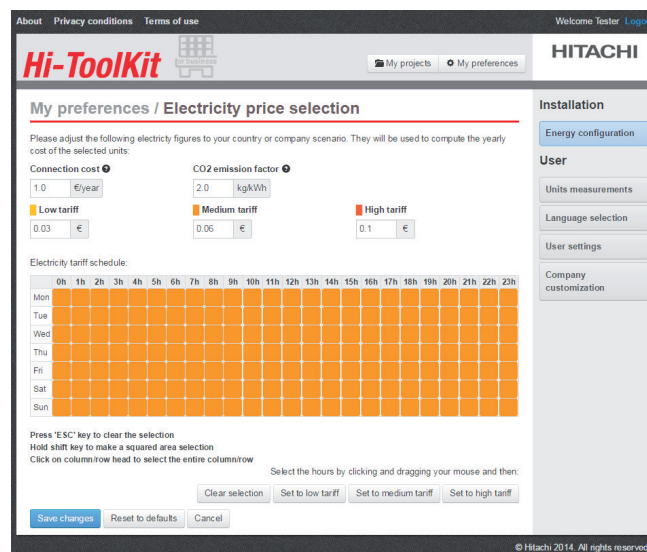 About Privacy conditions Terms of use Welcome Tester Logo
Hi-ToolKit for business My projects My preferences HITACHI
My preferences / Electricity price selection
Please adjust the following electricty figures to your country or company scenario. They will be used to compute the yearly
cost of the selected units:
Connection cost CO2 emission factor
1.0 €/year 2.0 kg/kWh
Low tariff Medium tariff High tariff
0.03 € 0.06 € 0.1 €
Electricity tariff schedule:
0h 1h 2h 3h 4h 5h 6h 7h 8h 9h 10h 11h 12h 13h 14h 15h 16h 17h 18h 19h 20h 21h 22h 23h
Mon
Tue
Wed
Thu
Fri
Sat
Sun
Press 'ESC' key to clear the selection
Hold shift key to make a squared area selection
Click on column/row head to select the entire column/row
Select the hours by clicking and dragging your mouse and then:
Clear selection Set to low tariff Set to medium tariff Set to high tariff
Save changes Reset to defaults Cancel
Installation
Energy configuration
User
Units measurements
Language selection
User settings
Company
customization
© Hitachi 2014. All rights reserved